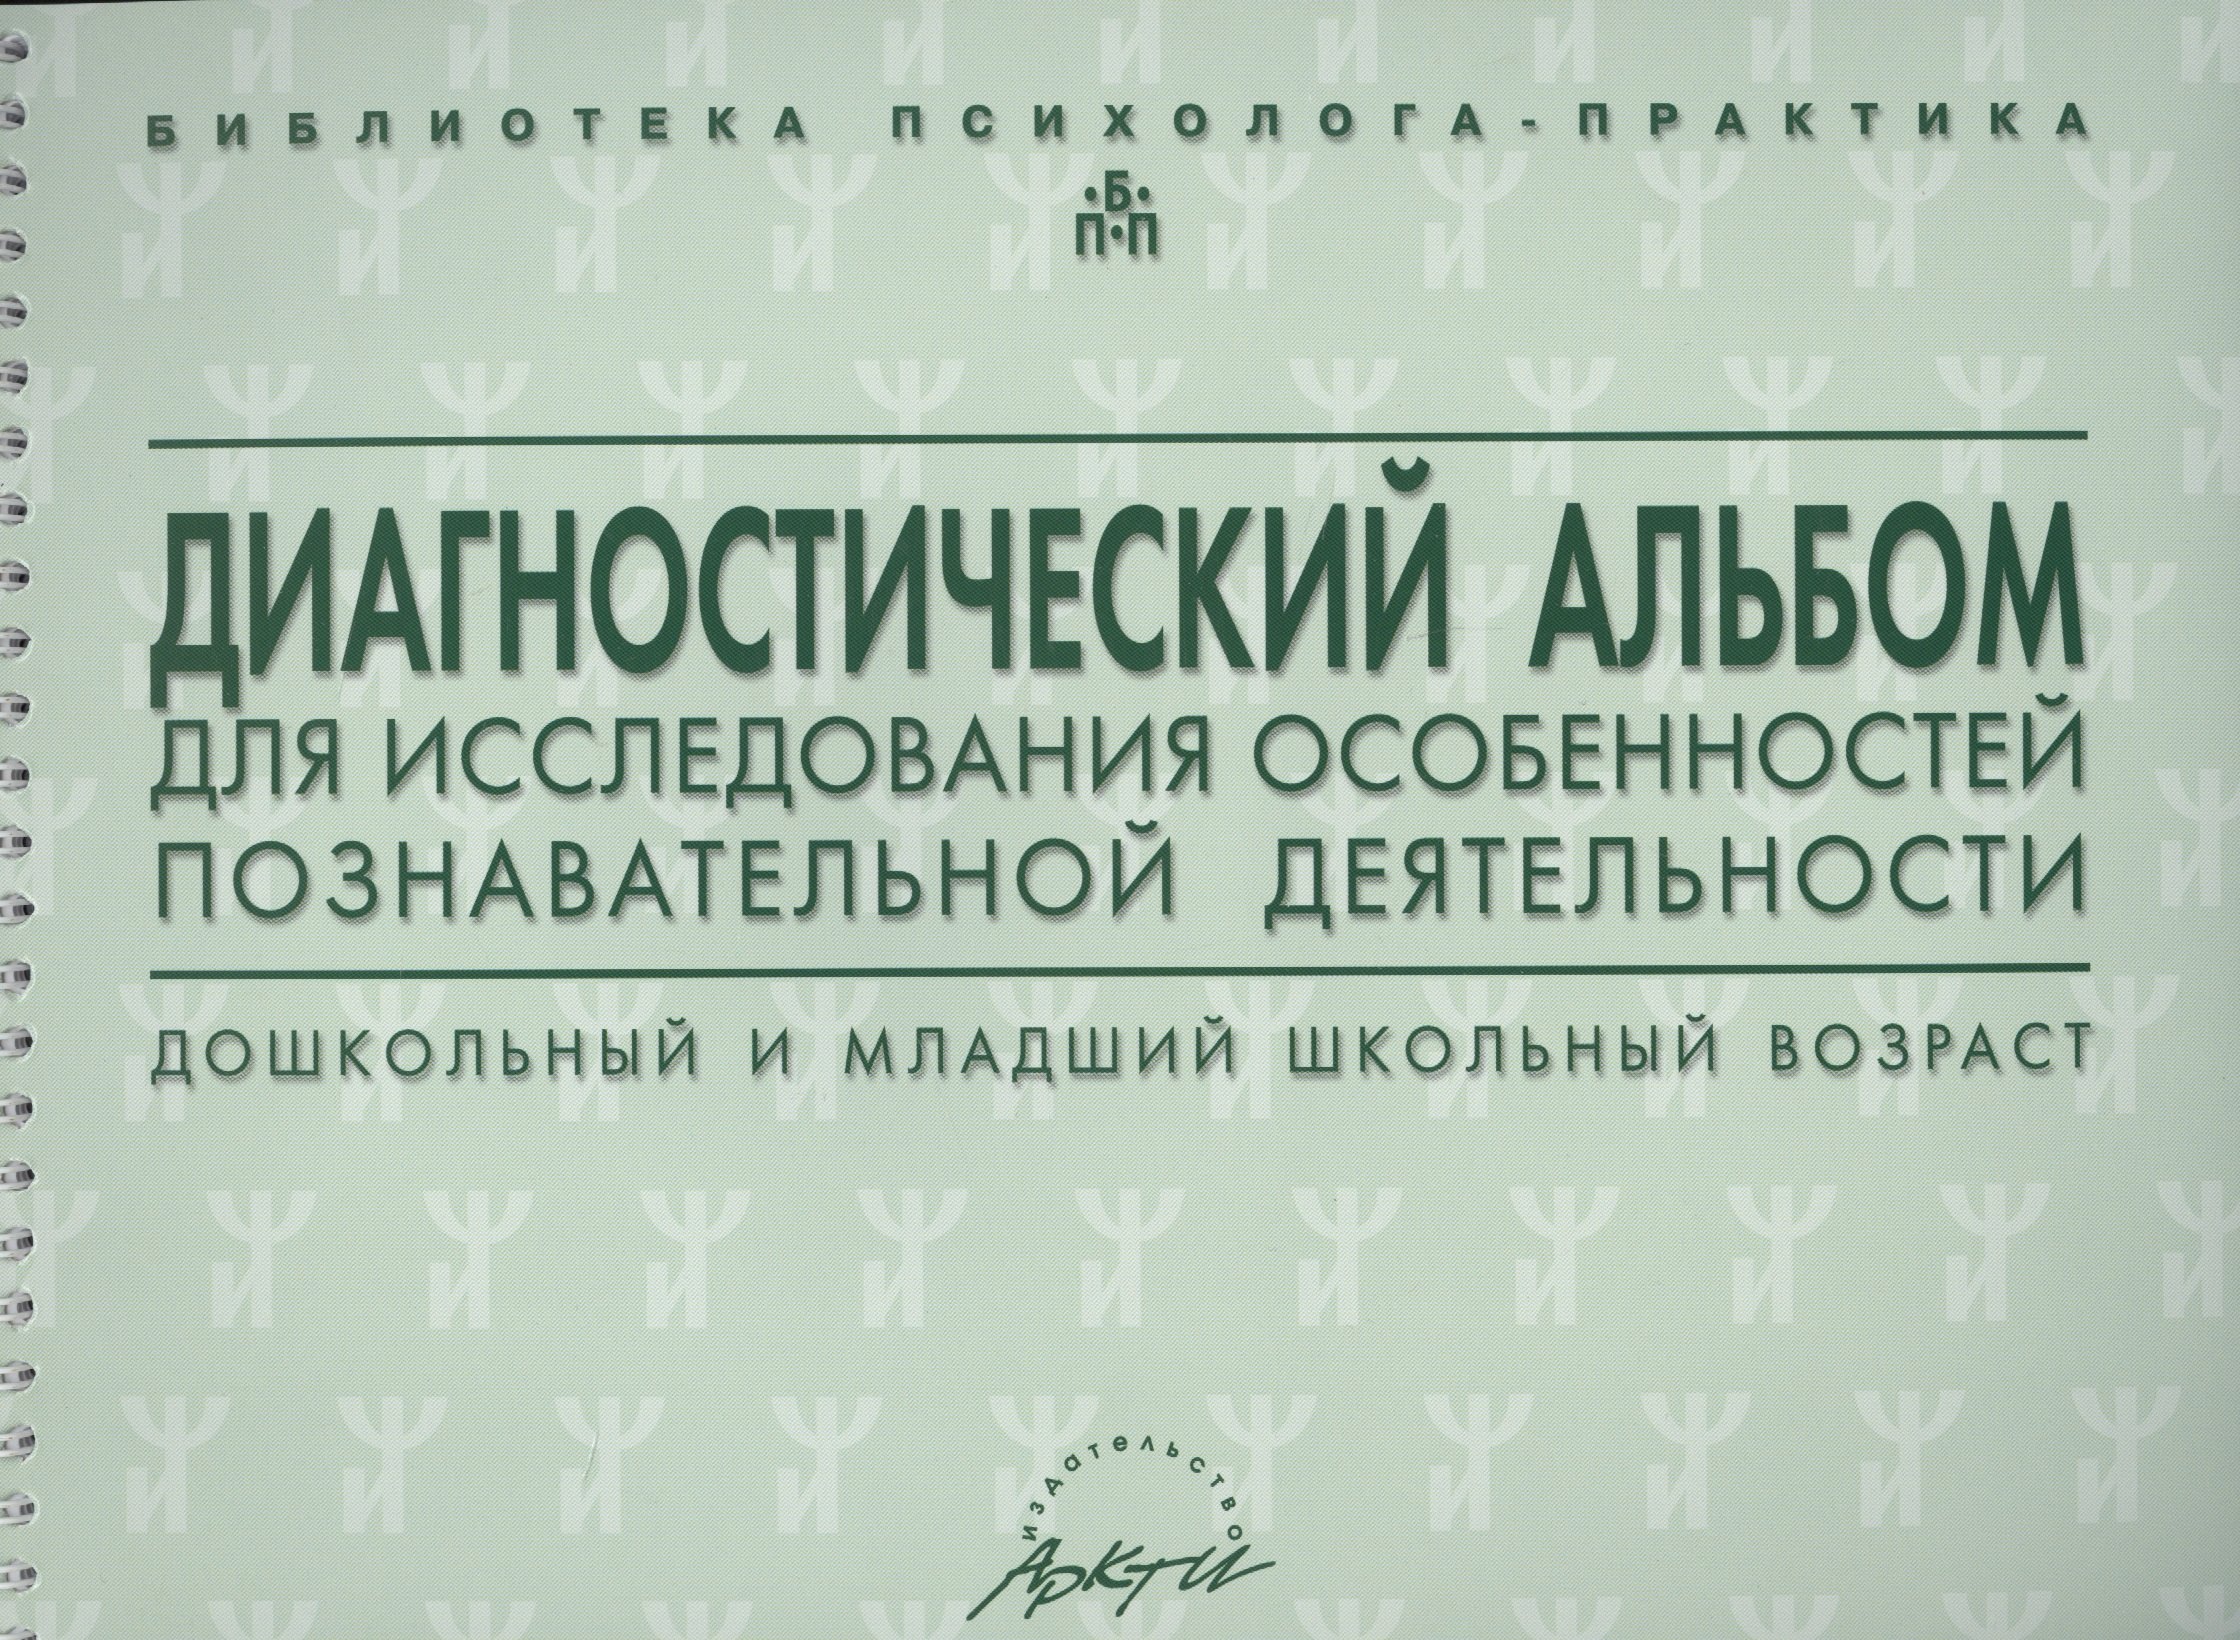 БИБЛИОТЕКА ПСИХОЛОГА-ПРАКТИКА
·Б·
П·П
ДИАГНОСТИЧЕСКИЙ АЛЬБОМ
ДЛЯ ИССЛЕДОВАНИЯ ОСОБЕННОСТЕЙ
ПОЗНАВАТЕЛЬНОЙ ДЕЯТЕЛЬНОСТИ
ДОШКОЛЬНЫЙ И МЛАДШИЙ ШКОЛЬНЫЙ ВОЗРАСТ
издательство
АРКТИ